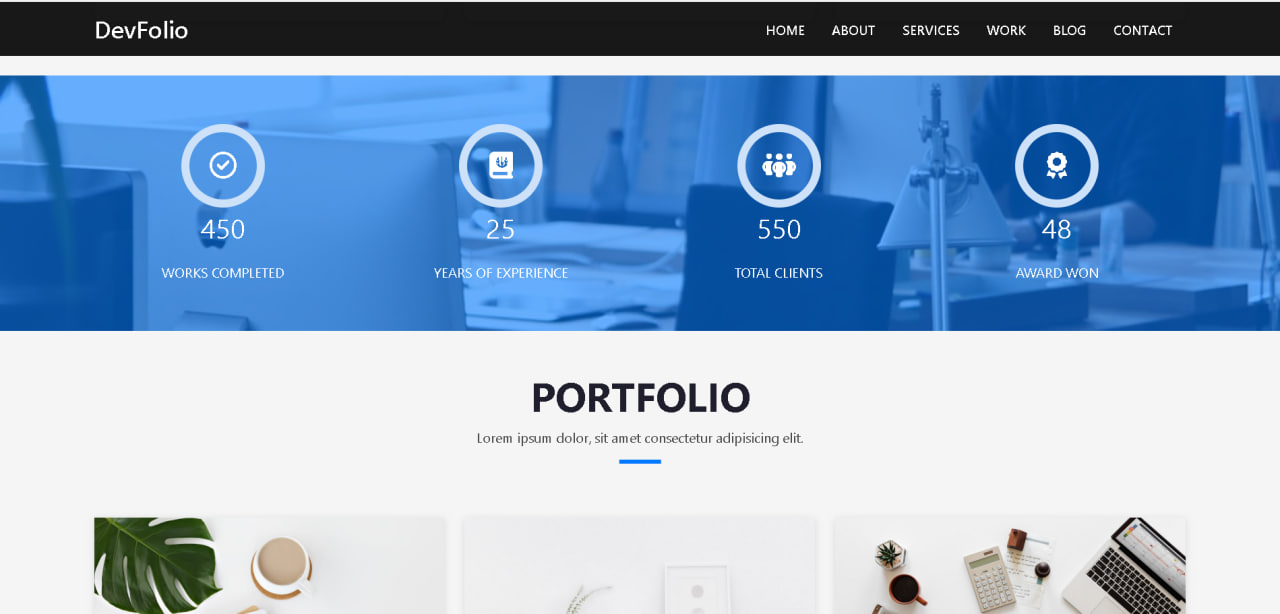 DevFolio
HOME ABOUT SERVICES WORK BLOG CONTACT
450
WORKS COMPLETED
25
YEARS OF EXPERIENCE
550
TOTAL CLIENTS
48
AWARD WON
PORTFOLIO
Lorem ipsum dolor, sit amet consectetur adipisicing elit.